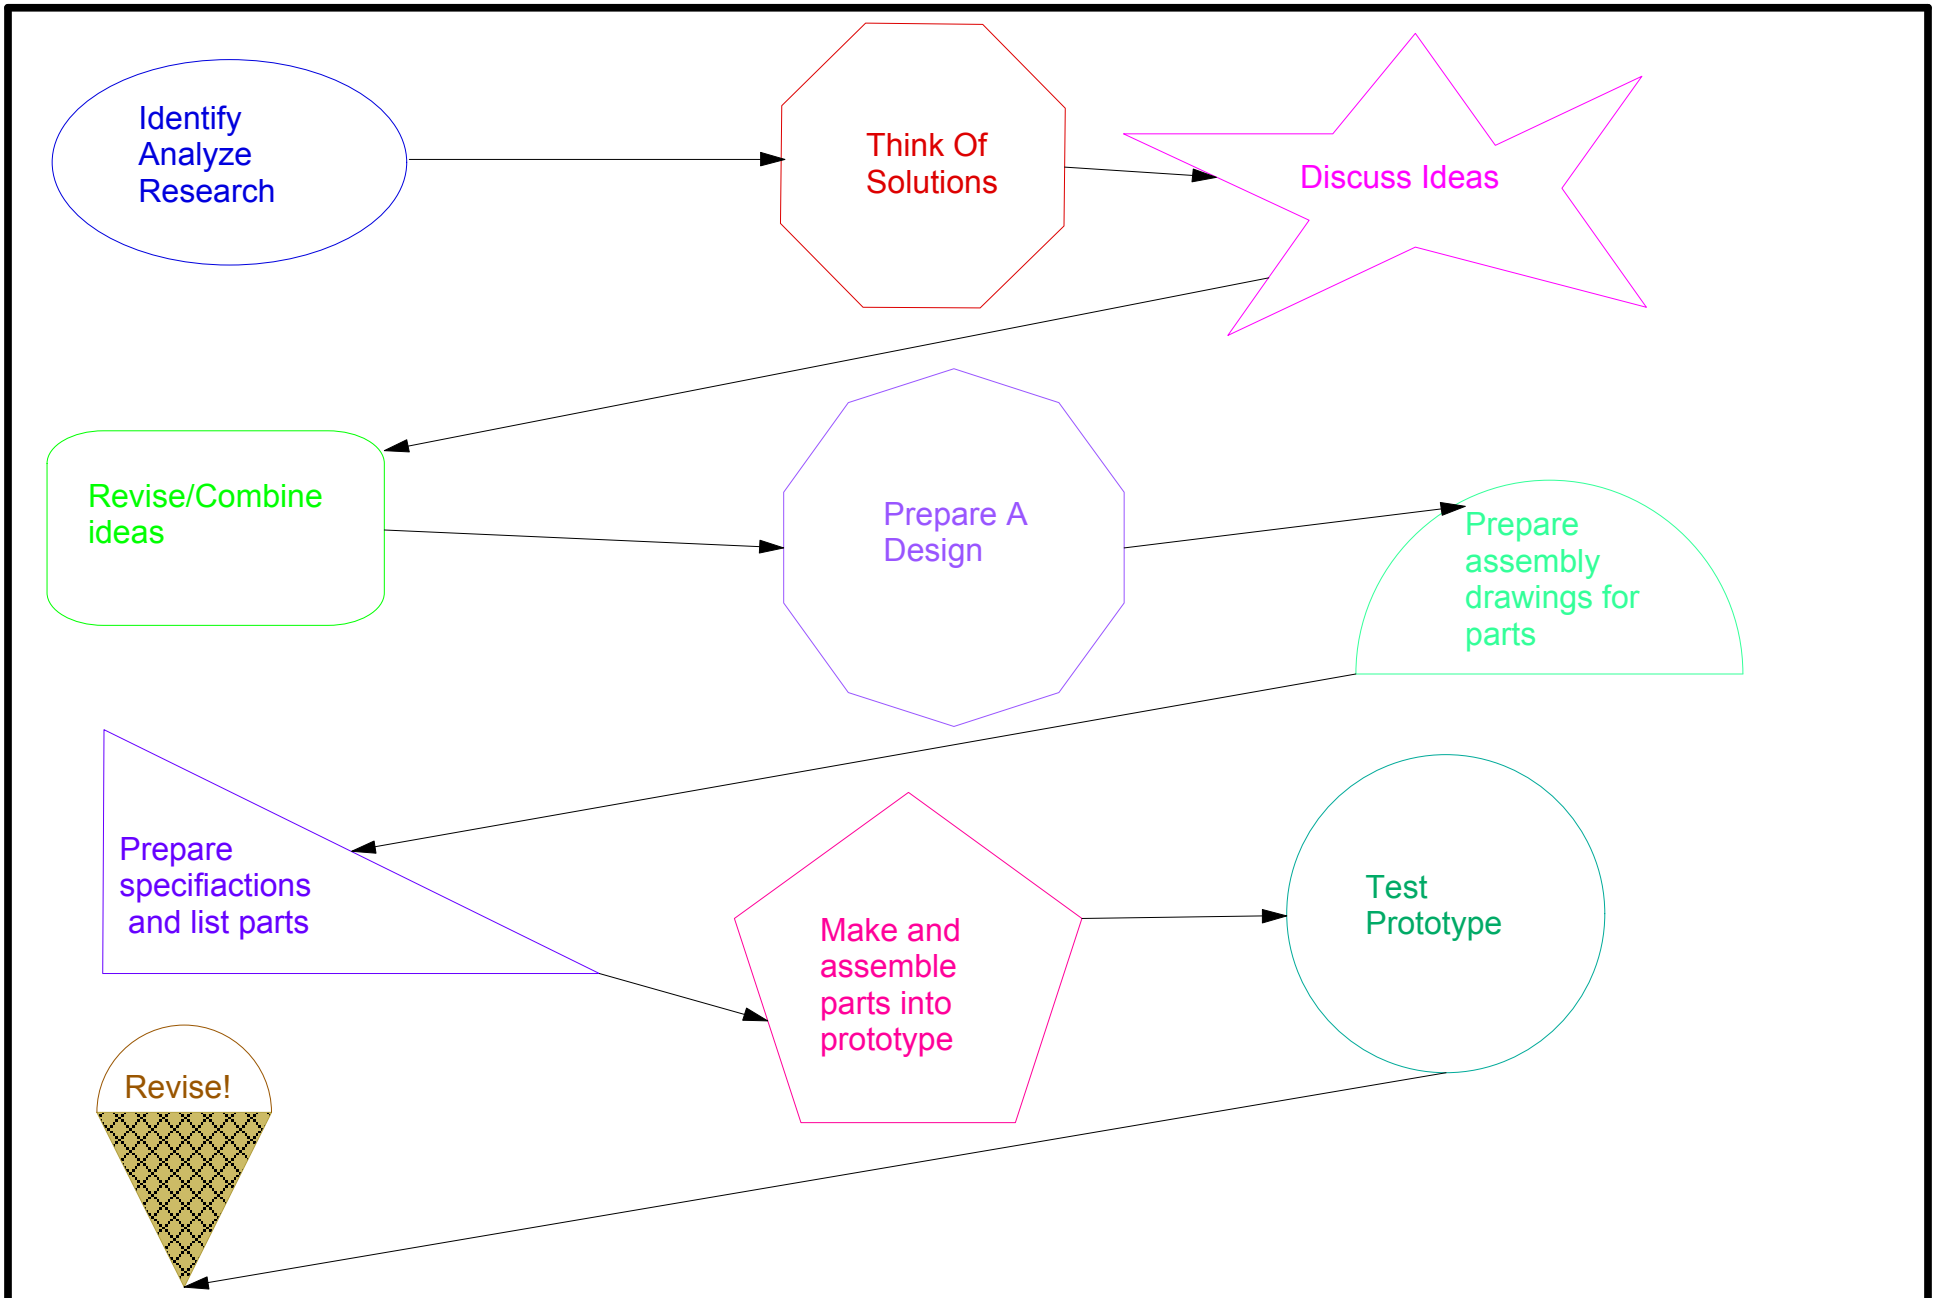 Identify
Analyze
Research
Think Of
Solutions
Discuss Ideas
Revise/Combine
ideas
Prepare A
Design
Prepare
assembly
drawings for
parts
Prepare
specifiactions
and list parts
Make and
assemble
parts into
prototype
Test
Prototype
Revise!